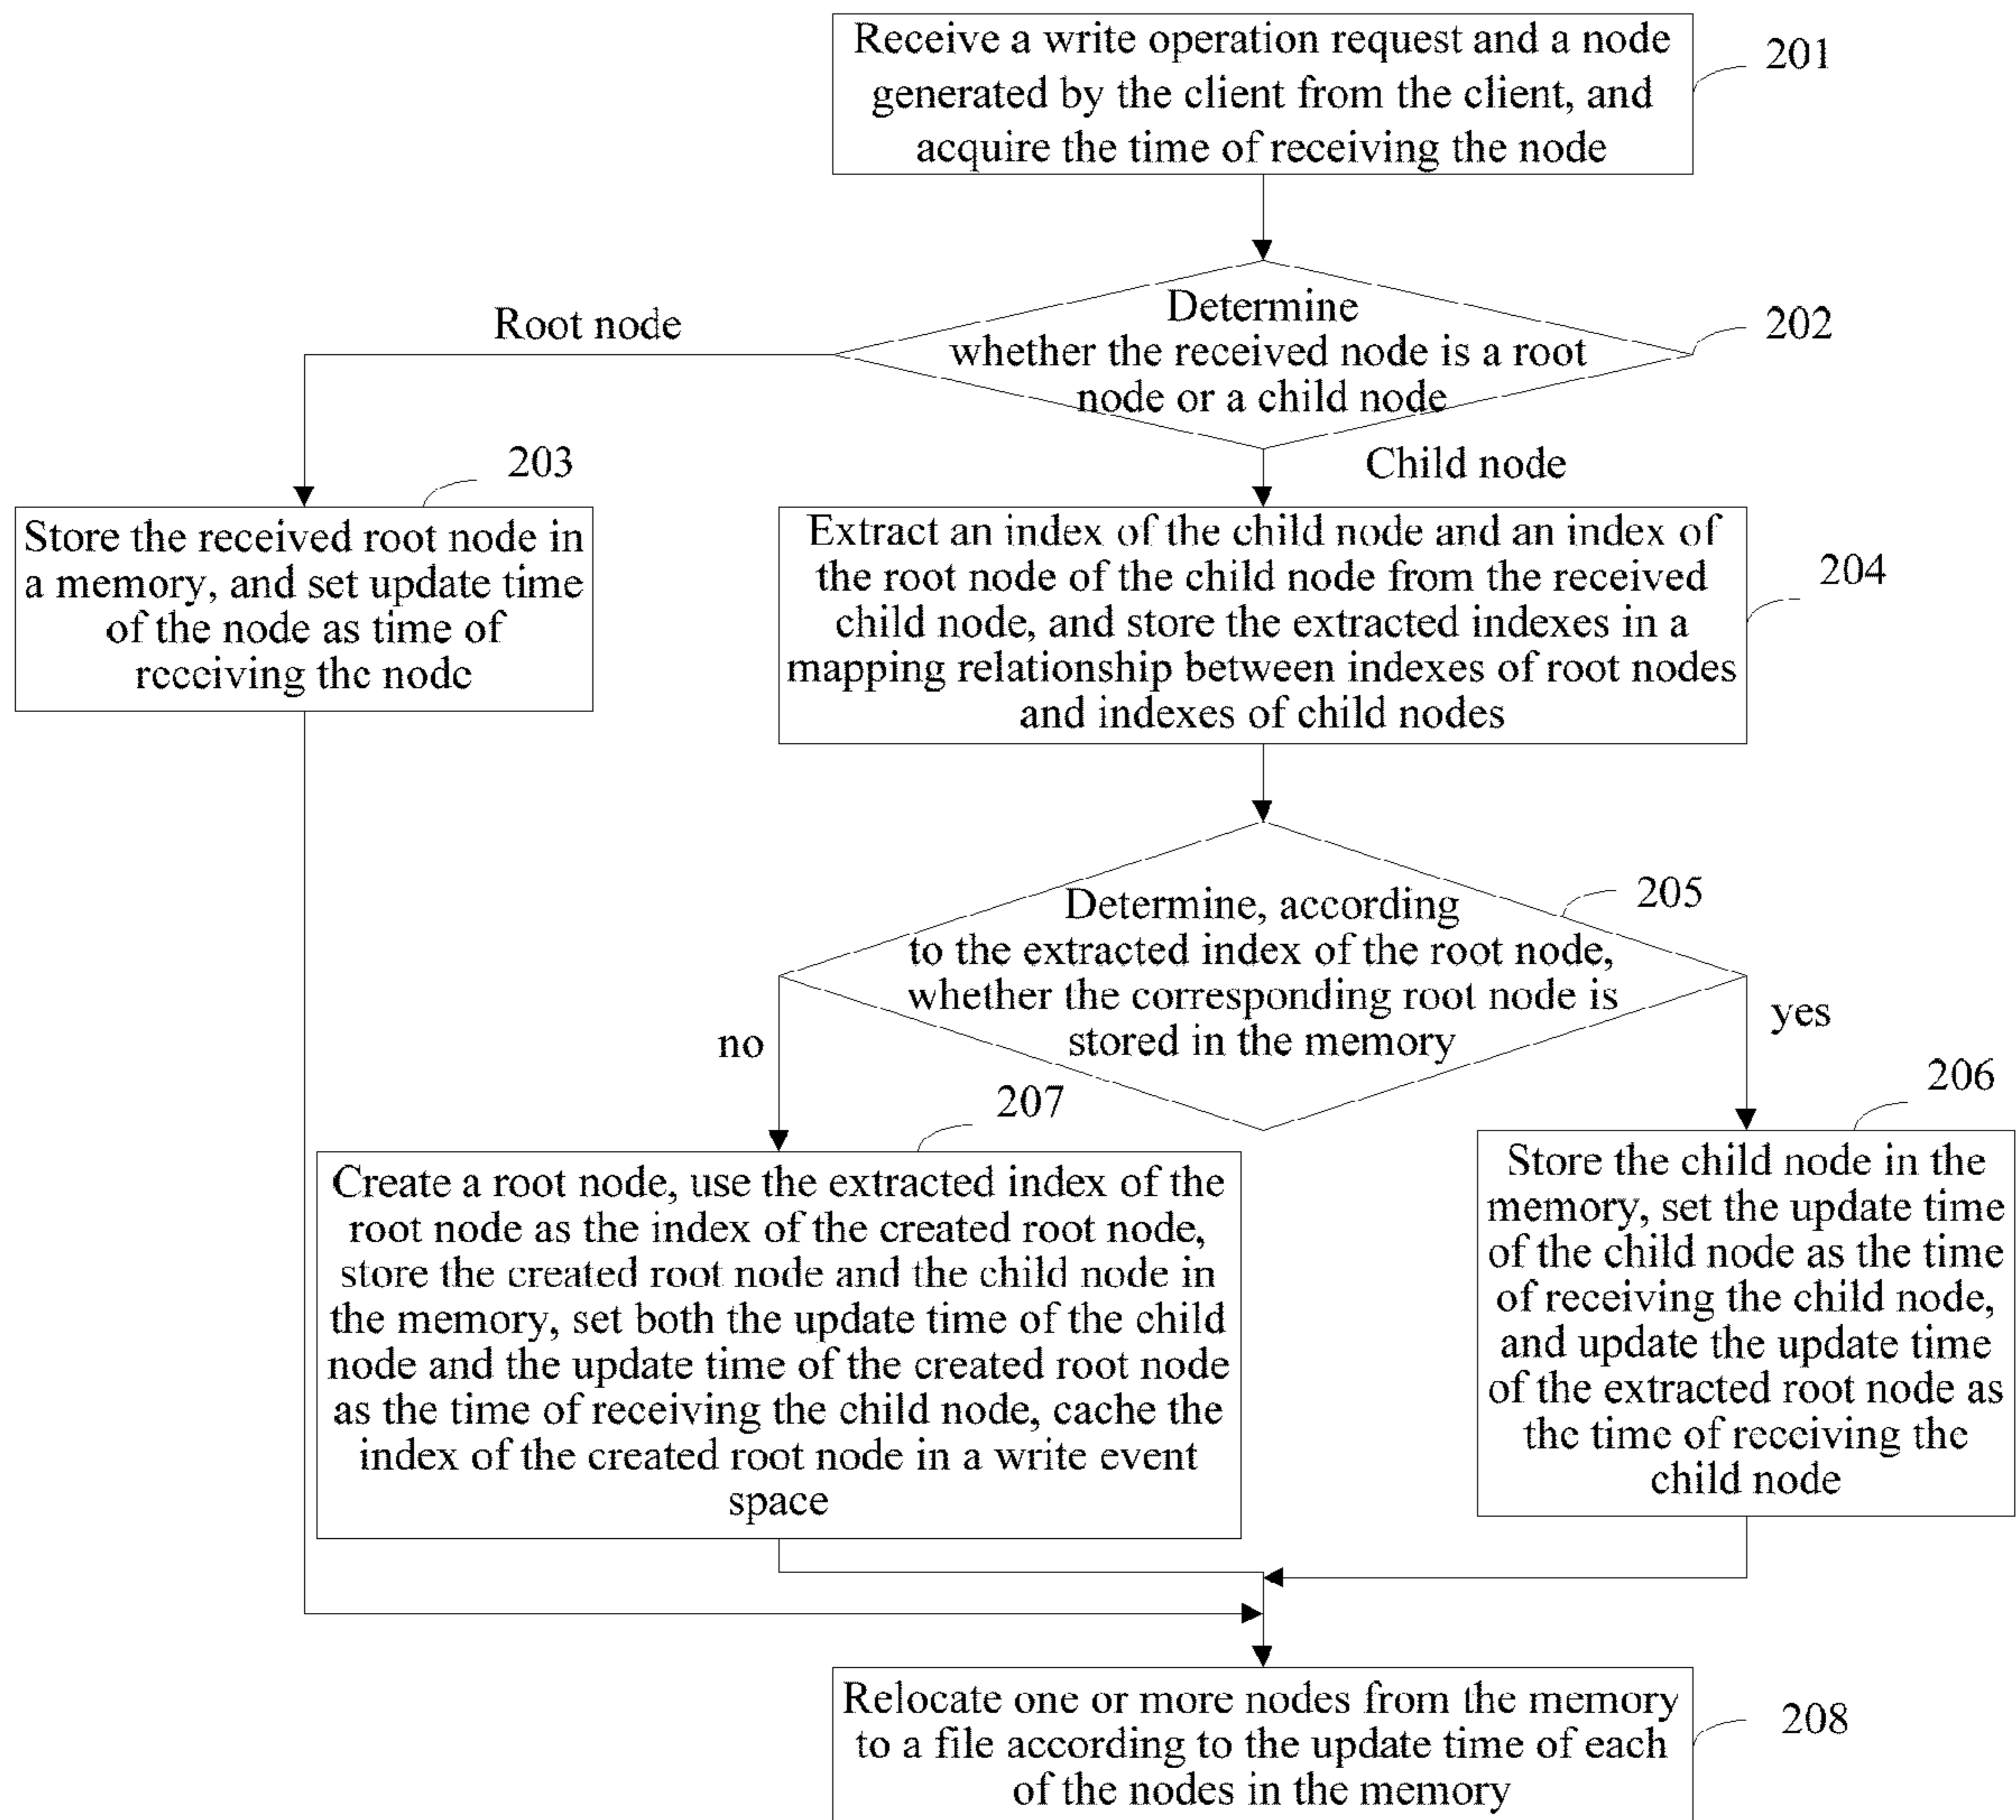 Receive a write operation request and a node
generated by the client from the client, and
acquire the time of receiving the node
201
Determine
whether the received node is a root
node or a child node
202
Root node
Child node
203
Store the received root node in
a memory, and set update time
of the node as time of
receiving the node
Extract an index of the child node and an index of
the root node of the child node from the received
child node, and store the extracted indexes in a
mapping relationship between indexes of root nodes
and indexes of child nodes
204
Determine, according
to the extracted index of the root node,
whether the corresponding root node is
stored in the memory
205
no
yes
207
Create a root node, use the extracted index of the
root node as the index of the created root node,
store the created root node and the child node in
the memory, set both the update time of the child
node and the update time of the created root node
as the time of receiving the child node, cache the
index of the created root node in a write event
space
206
Store the child node in the
memory, set the update time
of the child node as the time
of receiving the child node,
and update the update time
of the extracted root node as
the time of receiving the
child node
Relocate one or more nodes from the memory
to a file according to the update time of each
of the nodes in the memory
208